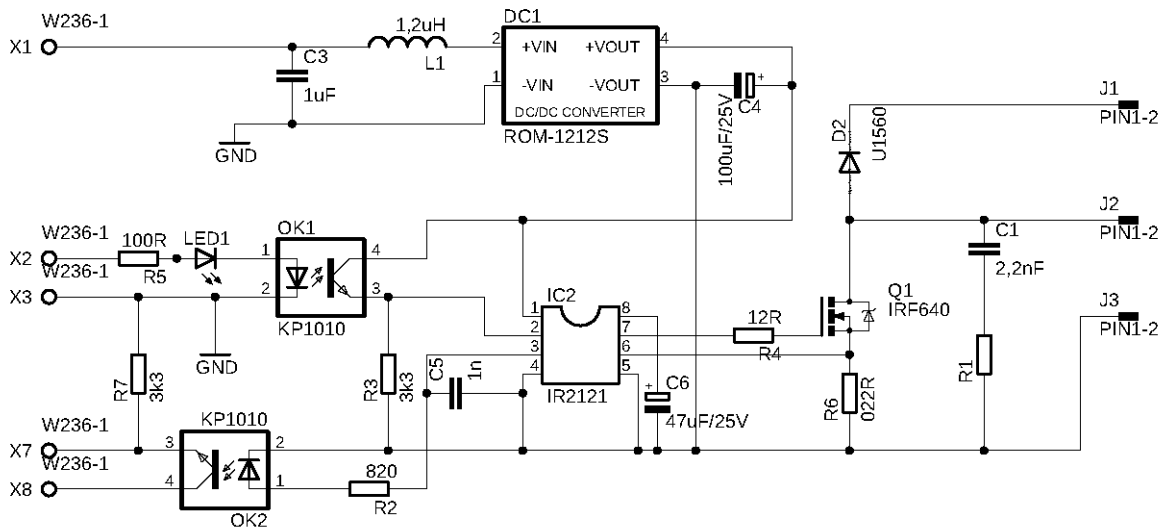 W236-1
X1
C3
1uF
GND
1,2uH
L1
DC1
2
+VIN
+VOUT
4
1
-VIN
-VOUT
3
DC/DC CONVERTER
ROM-1212S
+
C4
100uF/25V
D2
U1560
J1
PIN1-2
J2
PIN1-2
J3
PIN1-2
W236-1
X2
100R
R5
LED1
OK1
1
4
2
3
KP1010
W236-1
X3
GND
R7
3k3
R3
3k3
C5
1n
IC2
1
8
2
7
3
6
4
5
IR2121
+
C6
47uF/25V
12R
R4
Q1
IRF640
R6
022R
C1
2,2nF
R1
W236-1
X7
W236-1
X8
KP1010
3
2
4
1
OK2
820
R2